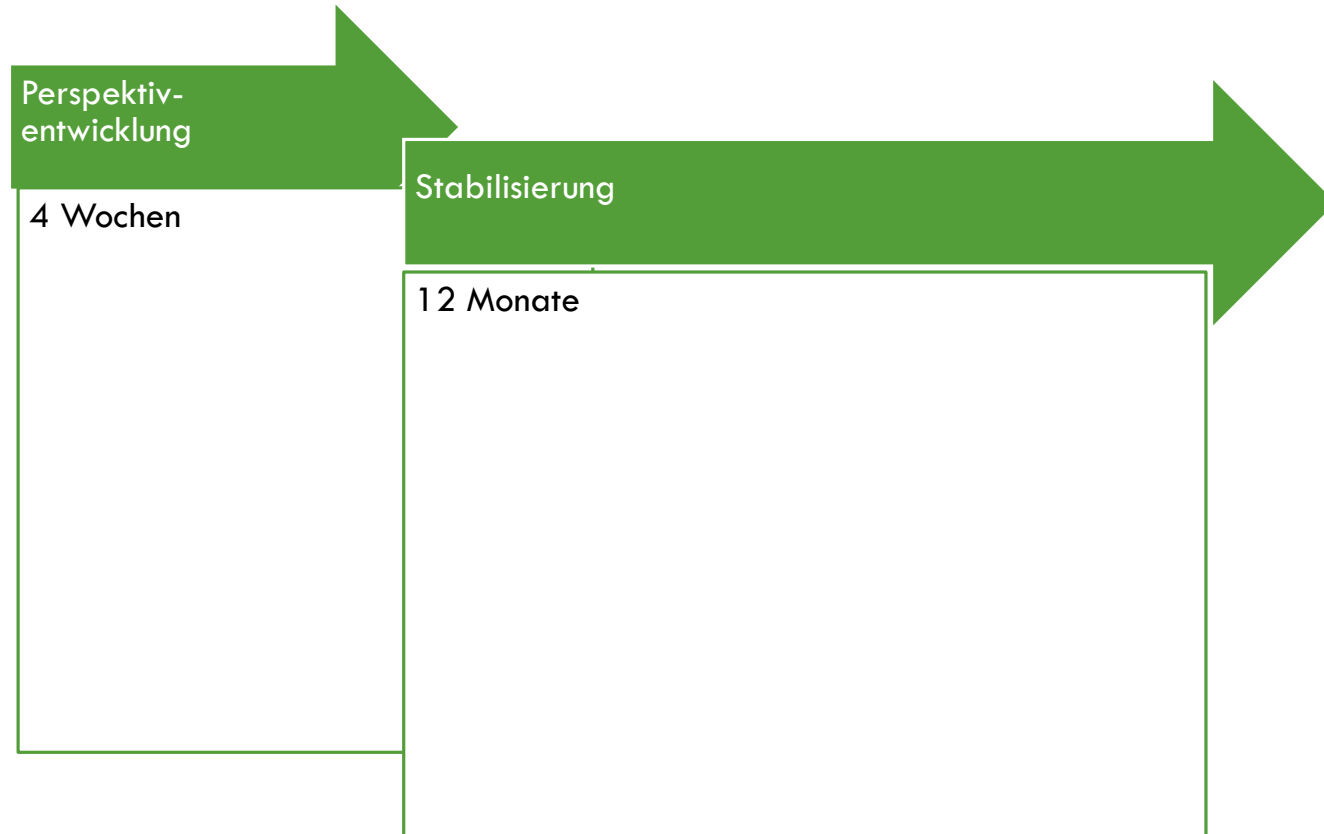 Perspektiv-
entwicklung
4 Wochen
Stabilisierung
12 Monate